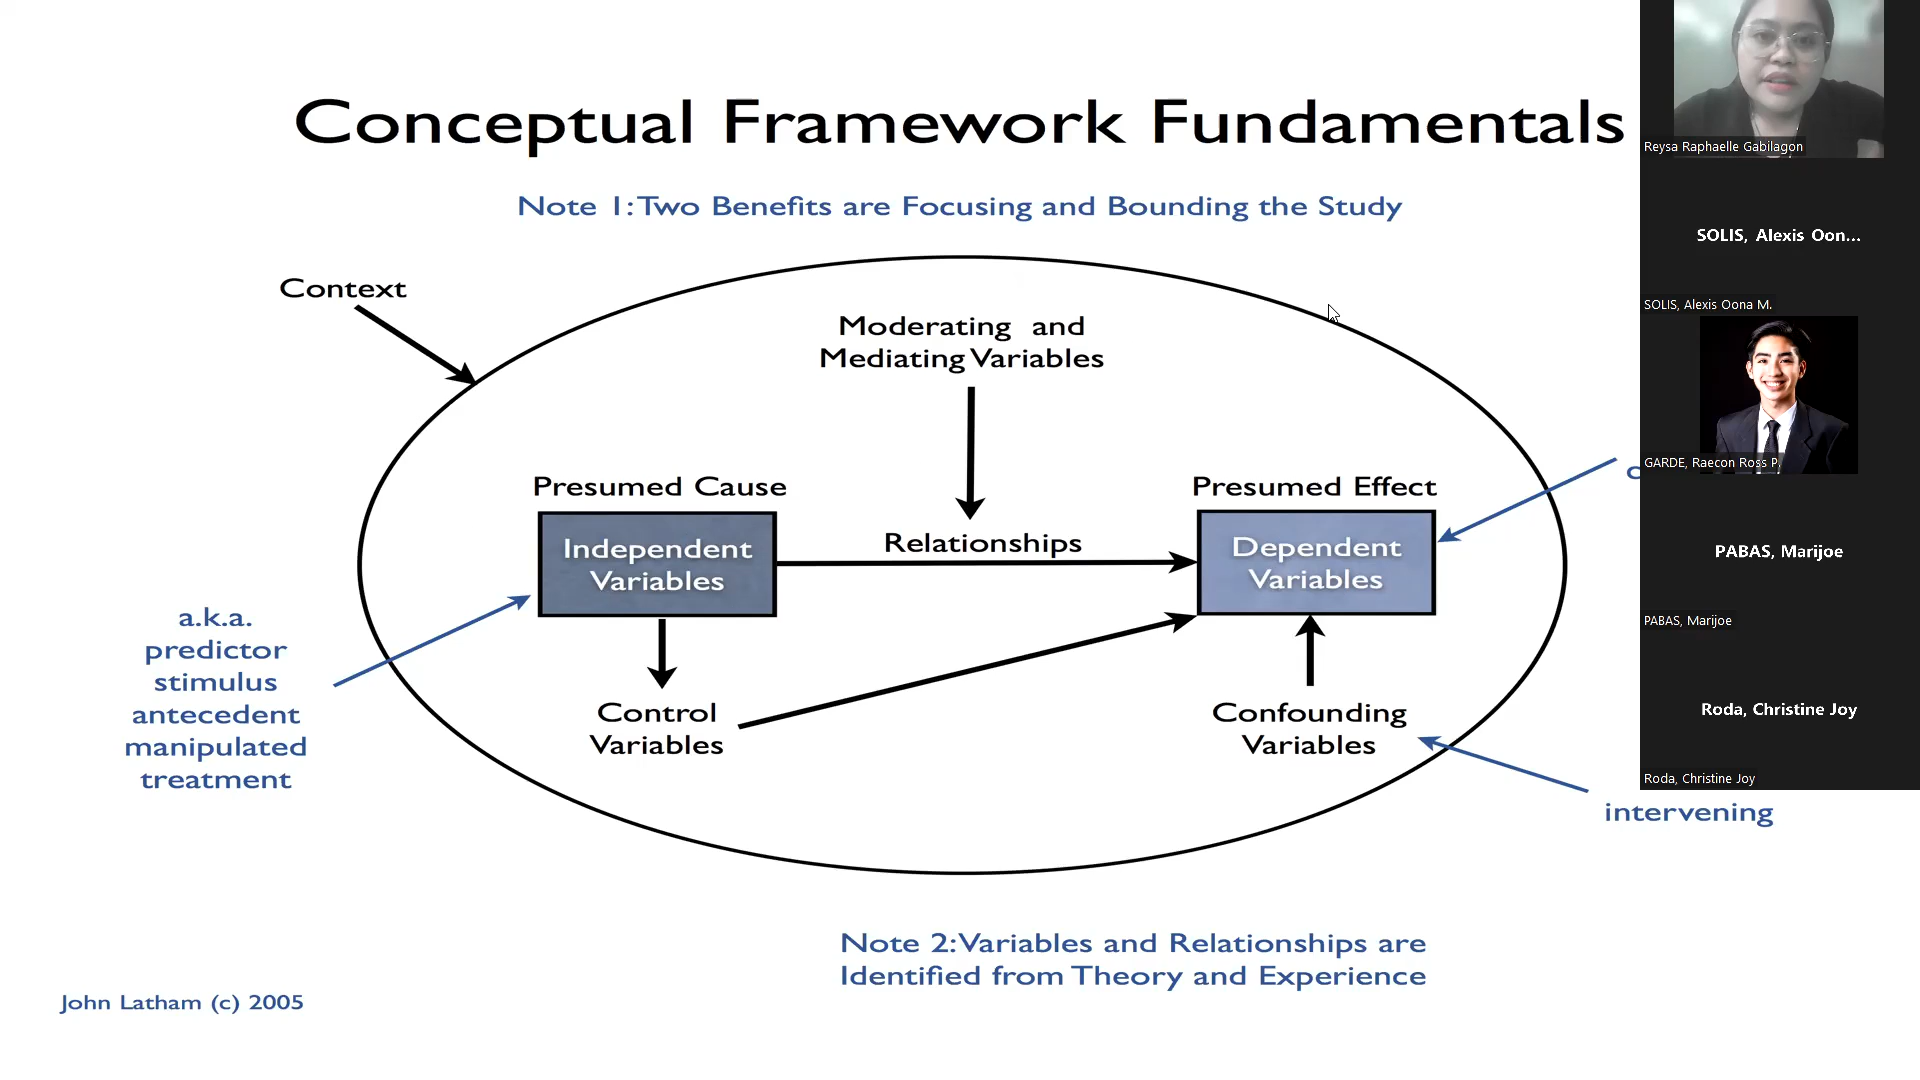 Conceptual Framework Fundamentals
Note 1: Two Benefits are Focusing and Bounding the Study
Context
Moderating and
Mediating Variables
Presumed Cause
Presumed Effect
Independent
Variables
Relationships
Dependent
Variables
a.k.a.
predictor
stimulus
antecedent
manipulated
treatment
Control
Variables
Confounding
Variables
intervening
Note 2: Variables and Relationships are
Identified from Theory and Experience
John Latham (c) 2005
Reysa Raphaelle Gabilagon
SOLIS, Alexis Oon...
SOLIS, Alexis Oona M.
GARDE, Raecon Ross P.
PABAS, Marijoe
PABAS, Marijoe
Roda, Christine Joy
Roda, Christine Joy